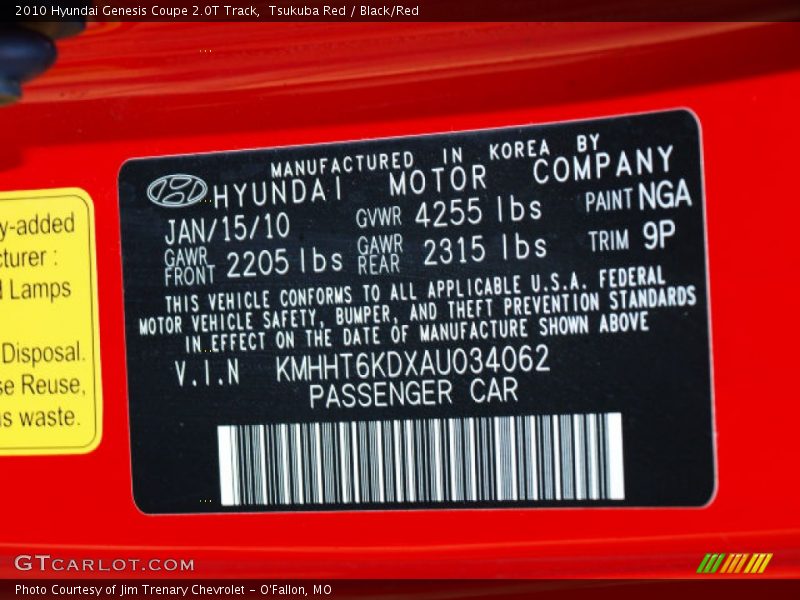 2010 Hyundai Genesis Coupe 2.0T Track,  Tsukuba Red / Black/Red
MANUFACTURED IN KOREA BY
HYUNDAI MOTOR COMPANY
JAN/15/10 GVWR 4255 lbs PAINT NGA
GAWR FRONT 2205 lbs GAWR REAR 2315 lbs TRIM 9P
THIS VEHICLE CONFORMS TO ALL APPLICABLE U.S.A. FEDERAL
MOTOR VEHICLE SAFETY, BUMPER, AND THEFT PREVENTION STANDARDS
IN EFFECT ON THE DATE OF MANUFACTURE SHOWN ABOVE
V.I.N KMHHT6KDXAU034062
PASSENGER CAR
y-added
cturer :
Lamps
Disposal.
se Reuse,
waste.
GTCARLOT.COM
Photo Courtesy of Jim Trenary Chevrolet - O'Fallon, MO